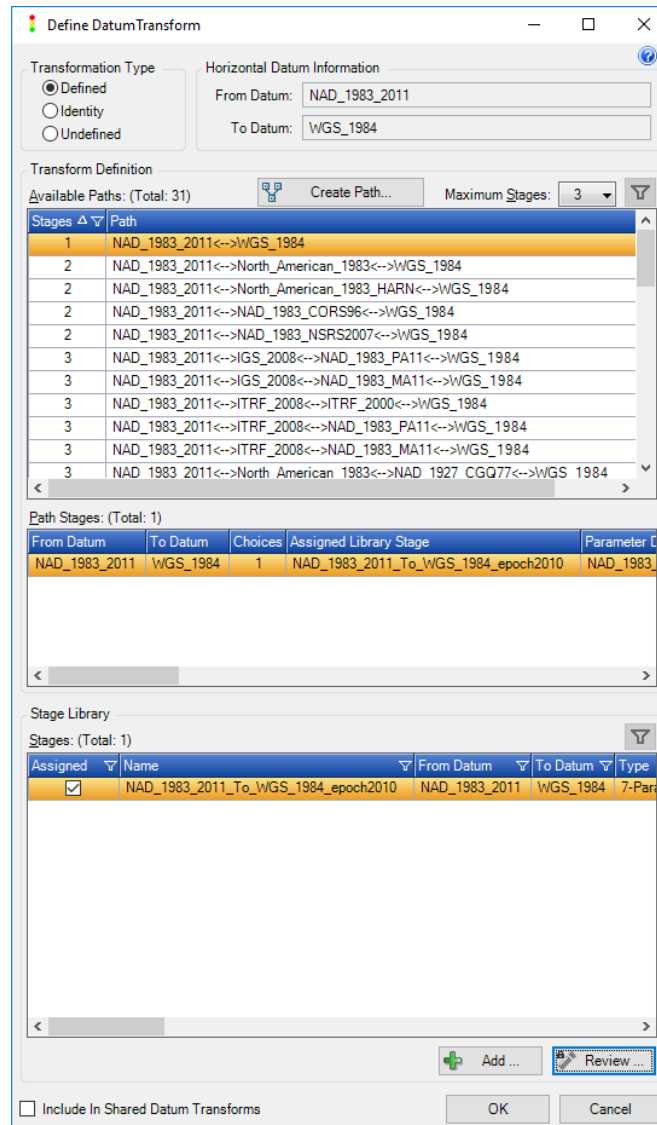 Define DatumTransform
Transformation Type
Defined
Identity
Undefined
Horizontal Datum Information
From Datum: NAD_1983_2011
To Datum: WGS_1984
Transform Definition
Available Paths: (Total: 31) Create Path... Maximum Stages: 3
Stages Path
1 NAD_1983_2011<-->WGS_1984
2 NAD_1983_2011<-->North_American_1983<-->WGS_1984
2 NAD_1983_2011<-->North_American_1983_HARN<-->WGS_1984
2 NAD_1983_2011<-->NAD_1983_CORS96<-->WGS_1984
2 NAD_1983_2011<-->NAD_1983_NSRS2007<-->WGS_1984
3 NAD_1983_2011<-->IGS_2008<-->NAD_1983_PA11<-->WGS_1984
3 NAD_1983_2011<-->IGS_2008<-->NAD_1983_MA11<-->WGS_1984
3 NAD_1983_2011<-->ITRF_2008<-->ITRF_2000<-->WGS_1984
3 NAD_1983_2011<-->ITRF_2008<-->NAD_1983_PA11<-->WGS_1984
3 NAD_1983_2011<-->ITRF_2008<-->NAD_1983_MA11<-->WGS_1984
3 NAD_1983_2011<-->North_American_1983<-->NAD_1927_CGQ77<-->WGS_1984
Path Stages: (Total: 1)
From Datum To Datum Choices Assigned Library Stage Parameter D
NAD_1983_2011 WGS_1984 1 NAD_1983_2011_To_WGS_1984_epoch2010 NAD_1983_
Stage Library
Stages: (Total: 1)
Assigned Name From Datum To Datum Type
NAD_1983_2011_To_WGS_1984_epoch2010 NAD_1983_2011 WGS_1984 7-Para
Add ... Review ...
Include In Shared Datum Transforms OK Cancel